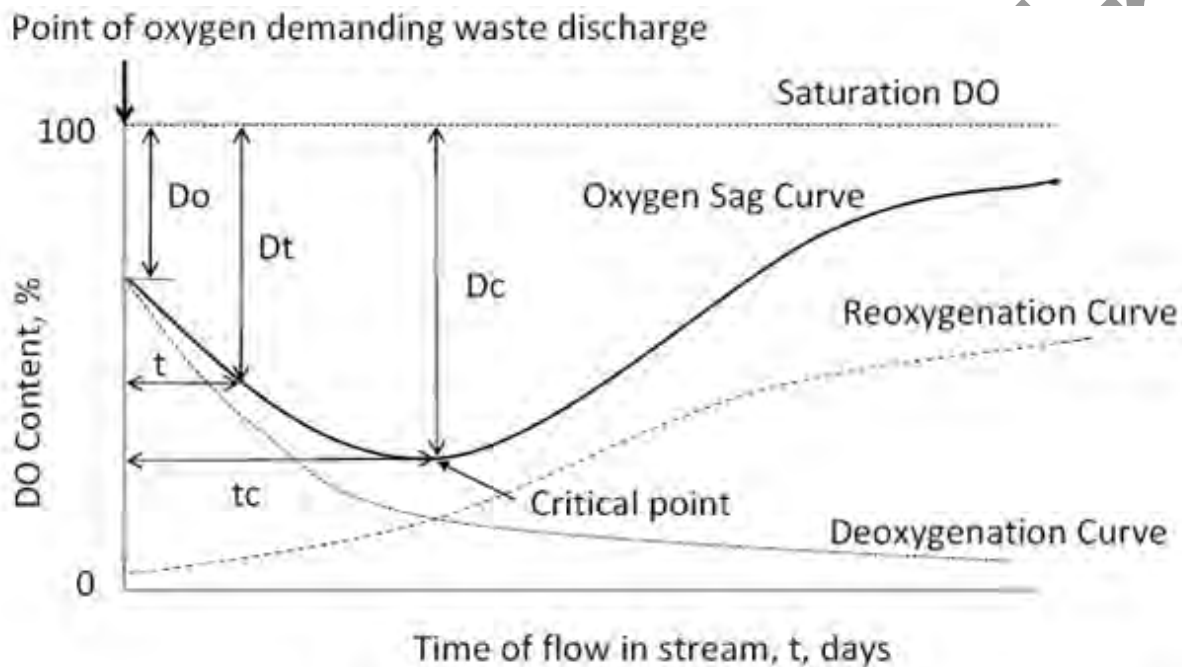 Point of oxygen demanding waste discharge
Saturation DO
100
Do
Oxygen Sag Curve
Dt
Dc
Reoxygenation Curve
t
DO Content, %
tc
Critical point
Deoxygenation Curve
0
Time of flow in stream, t, days